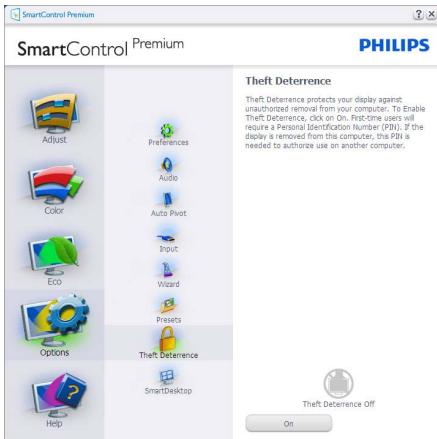 SmartControl Premium
SmartControl Premium
PHILIPS
Adjust
Color
Eco
Options
Help
Preferences
Audio
Auto Pivot
Input
Wizard
Presets
Theft Deterrence
SmartDesktop
Theft Deterrence
Theft Deterrence protects your display against
unauthorized removal from your computer. To Enable
Theft Deterrence, click on On. First-time users will
require a Personal Identification Number (PIN). If the
display is removed from this computer, this PIN is
needed to authorize use on another computer.
Theft Deterrence Off
On